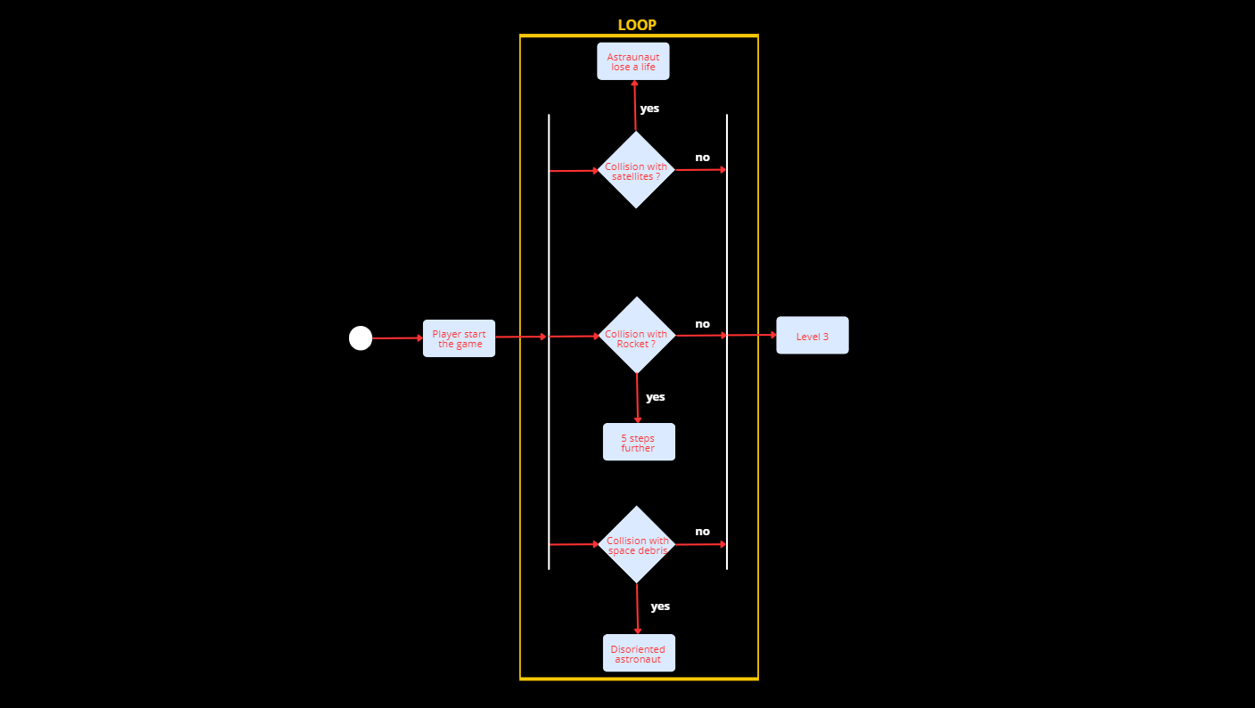 LOOP
Astraunaut
lose a life
yes
Collision with
satellites ?
no
Player start
the game
Collision with
Rocket ?
no
Level 3
yes
5 steps
further
Collision with
space debris
no
yes
Disoriented
astronaut